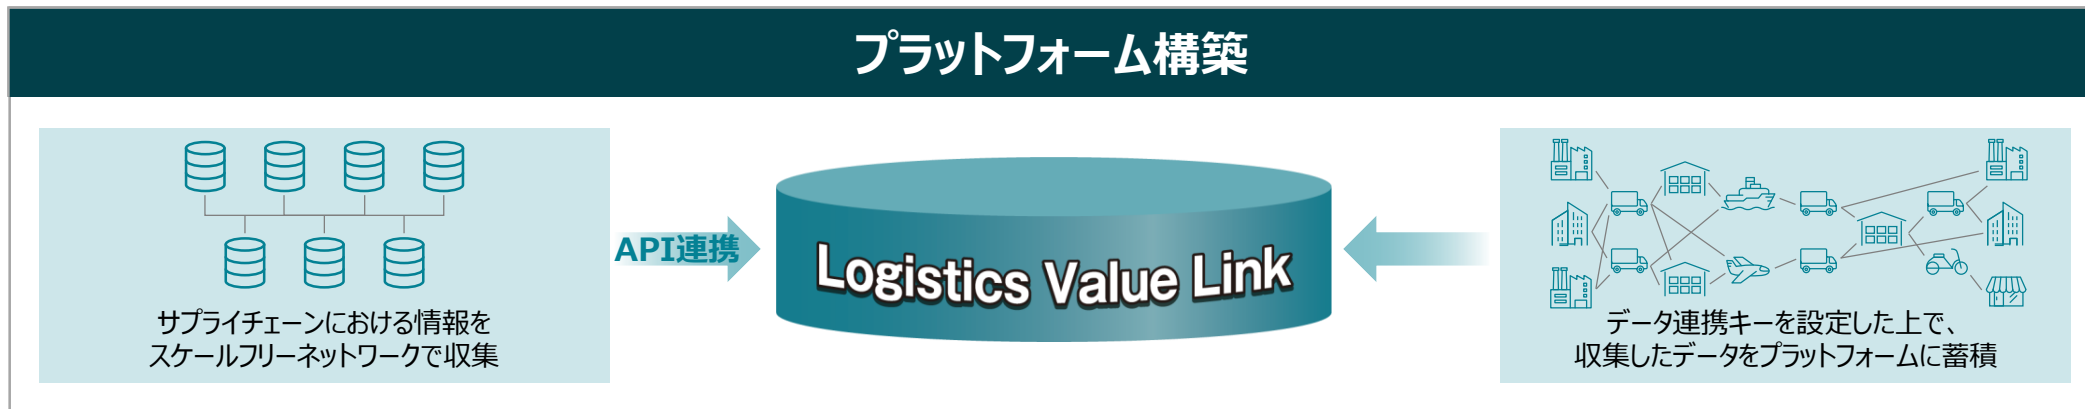 プラットフォーム構築
サプライチェーンにおける情報を
スケールフリーネットワークで収集
API連携
Logistics Value Link
データ連携キーを設定した上で、
収集したデータをプラットフォームに蓄積